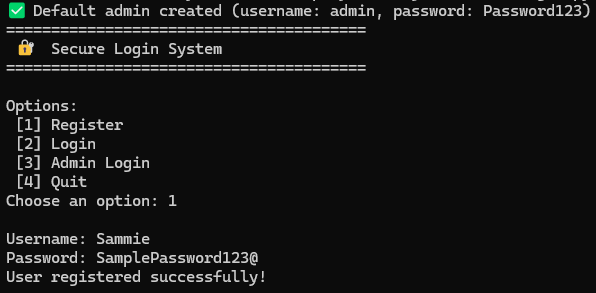 ✅ Default admin created (username: admin, password: Password123)
========================================
🔐 Secure Login System
========================================
Options:
[1] Register
[2] Login
[3] Admin Login
[4] Quit
Choose an option: 1
Username: Sammie
Password: SamplePassword123@
User registered successfully!